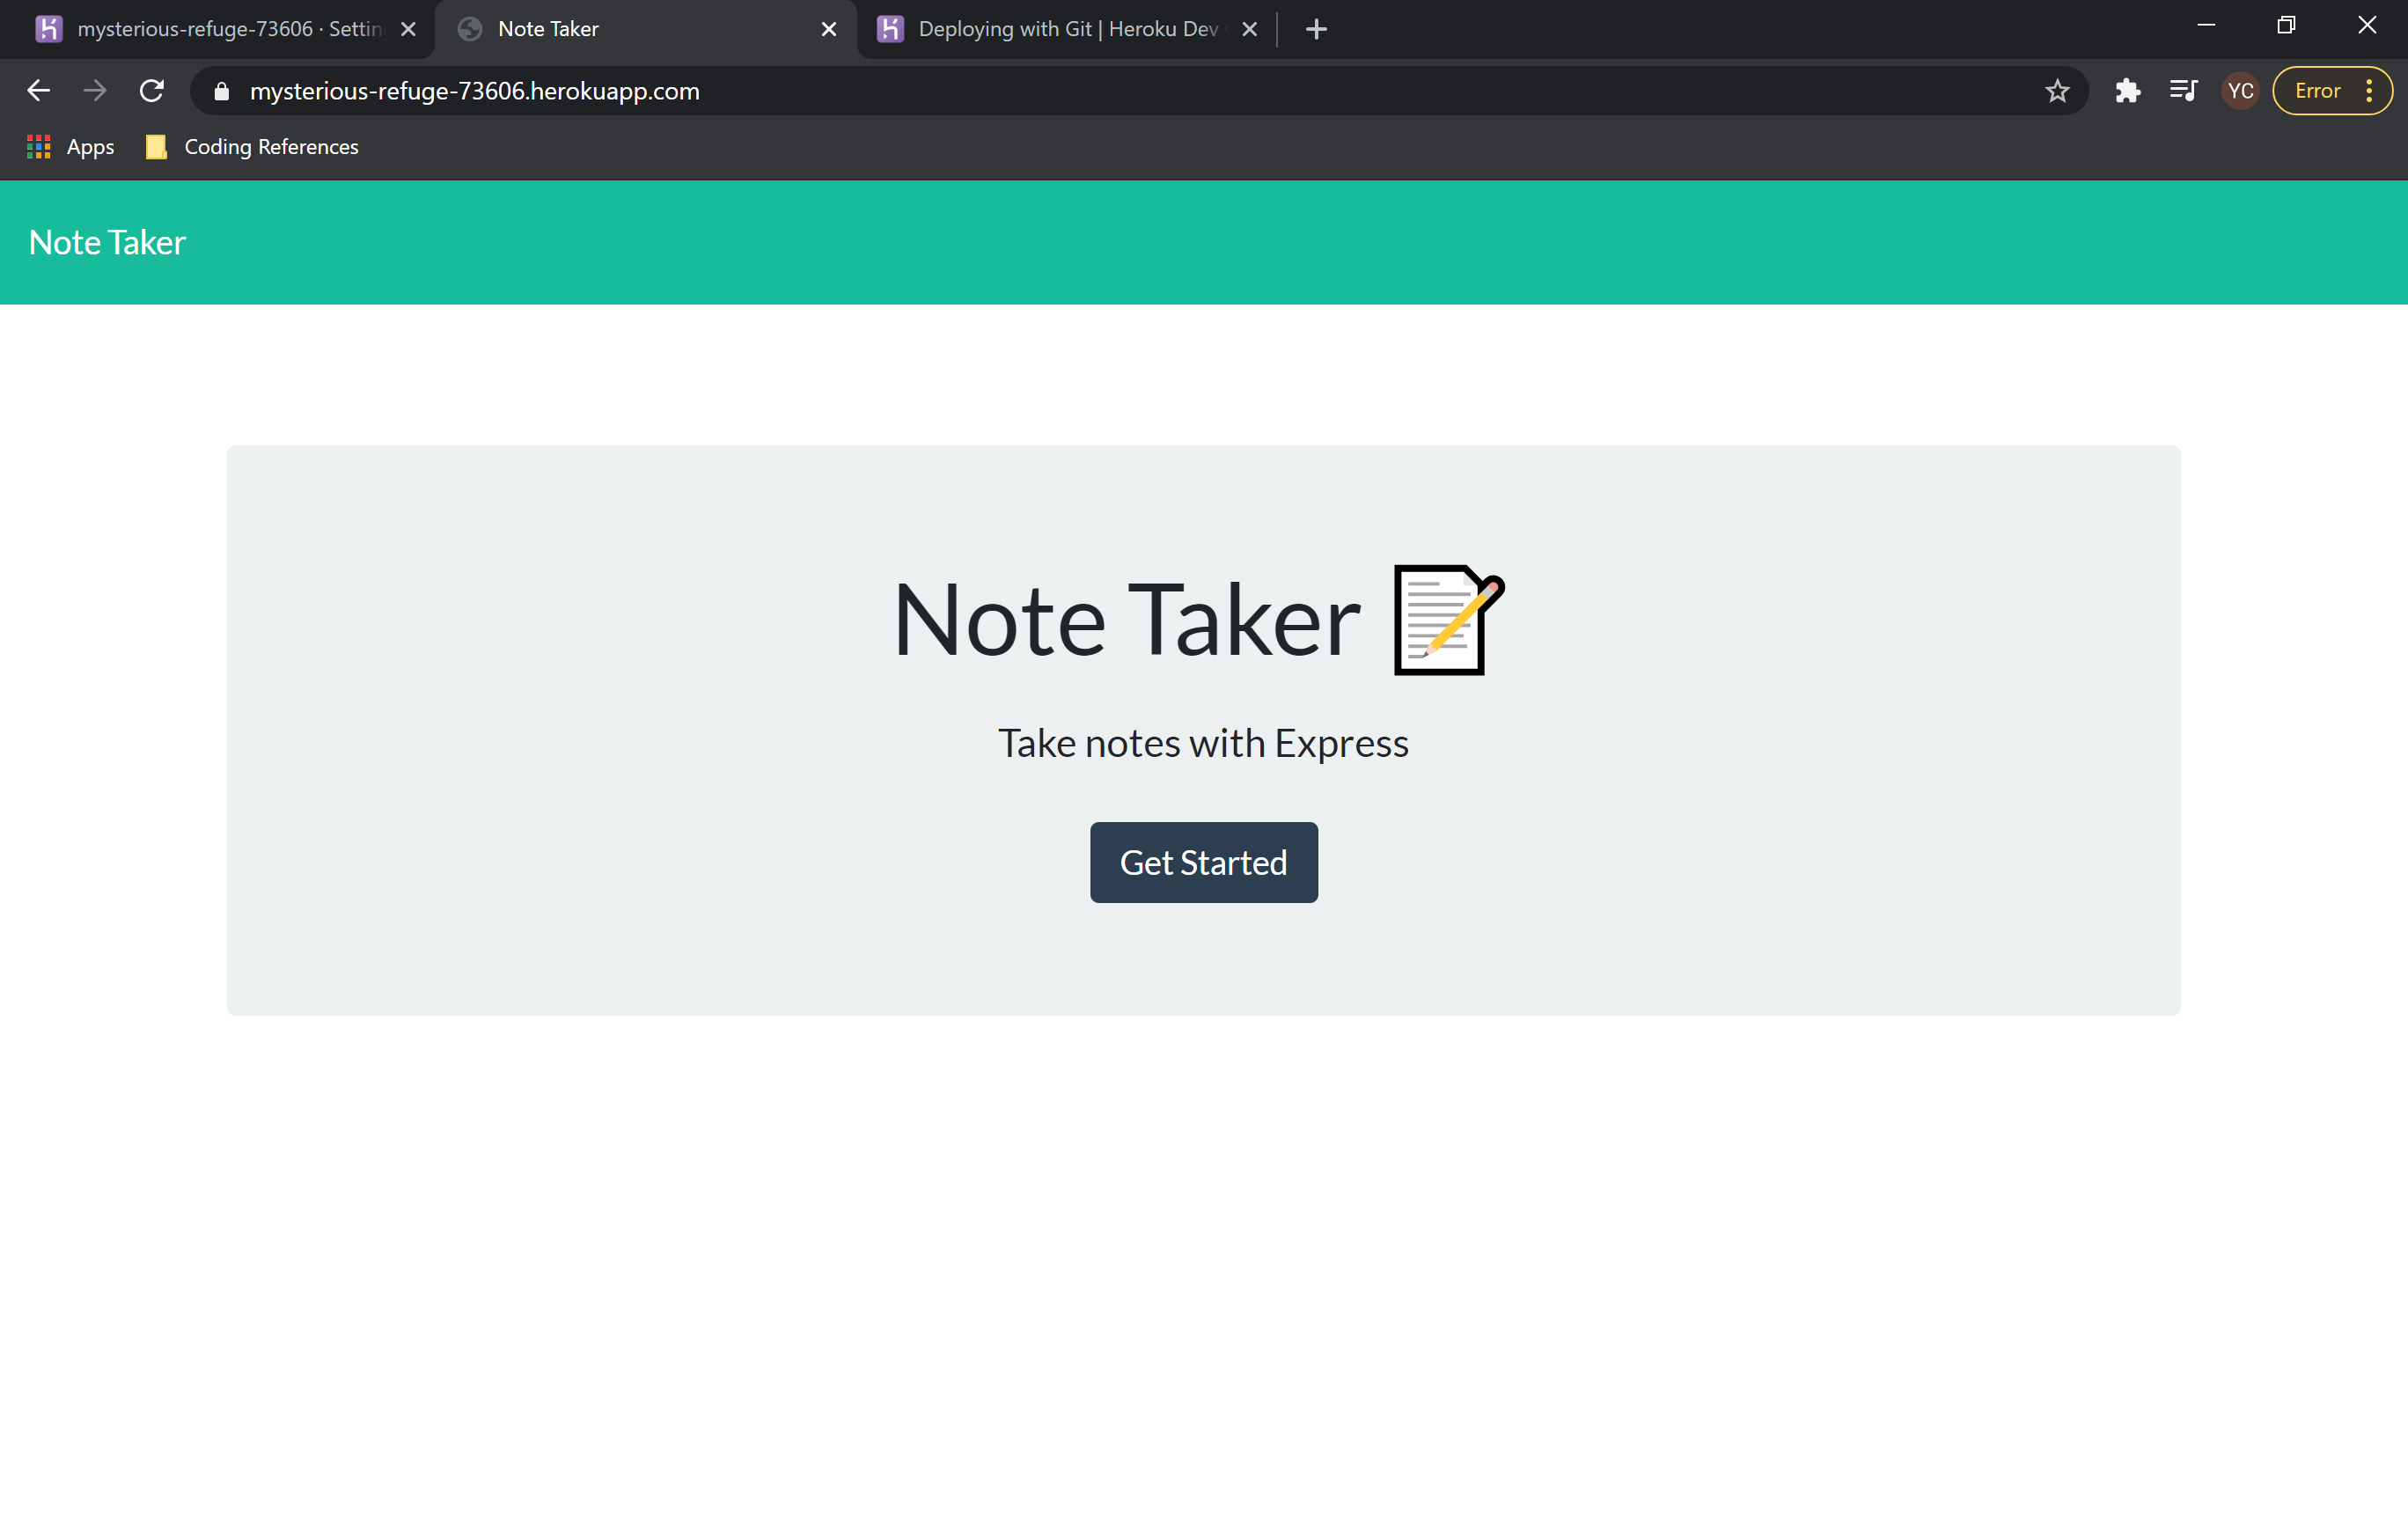 mysterious-refuge-73606 · Settin
Note Taker
Deploying with Git | Heroku Dev
mysterious-refuge-73606.herokuapp.com
YC
Error
Apps
Coding References
Note Taker
Note Taker
Take notes with Express
Get Started